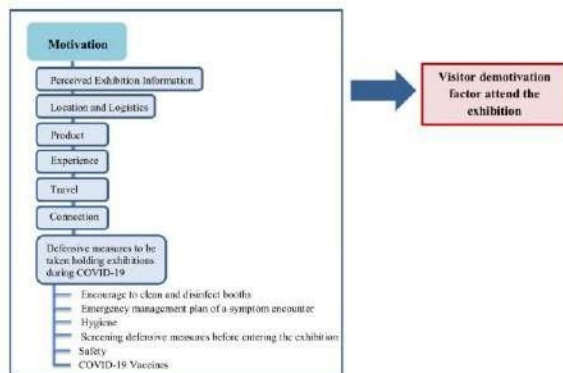 Motivation
Perceived Exhibition Information
Location and Logistics
Product
Experience
Travel
Connection
Defensive measures to be
taken holding exhibitions
during COVID-19
Encourage to clean and disinfect booths
Emergency management plan of a symptom encounter
Hygiene
Screening defensive measures before entering the exhibition
Safety
COVID-19 Vaccines
Visitor demotivation
factor attend the
exhibition